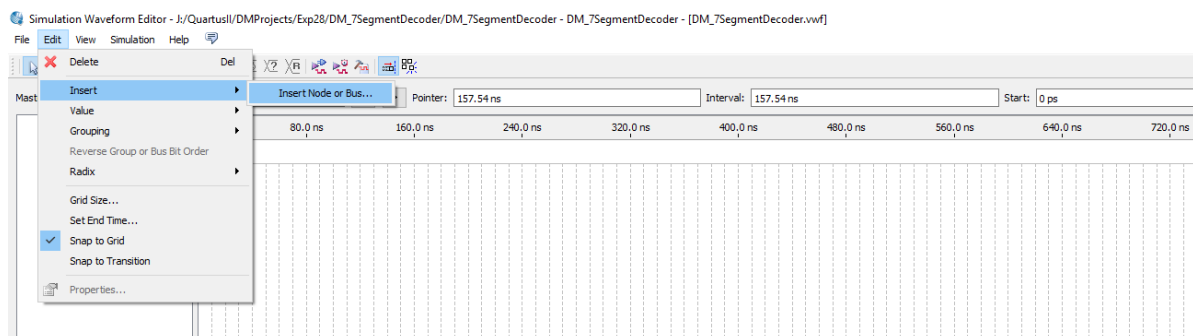 Simulation Waveform Editor - J:/QuartusII/DMProjects/Exp28/DM_7SegmentDecoder/DM_7SegmentDecoder - DM_7SegmentDecoder - [DM_7SegmentDecoder.vwf]
File Edit View Simulation Help
Delete Del
Insert Insert Node or Bus...
Mast Pointer: 157.54 ns Interval: 157.54 ns Start: 0 ps
Value
Grouping
80.0 ns 160.0 ns 240.0 ns 320.0 ns 400.0 ns 480.0 ns 560.0 ns 640.0 ns 720.0 ns
Reverse Group or Bus Bit Order
Radix
Grid Size...
Set End Time...
Snap to Grid
Snap to Transition
Properties...